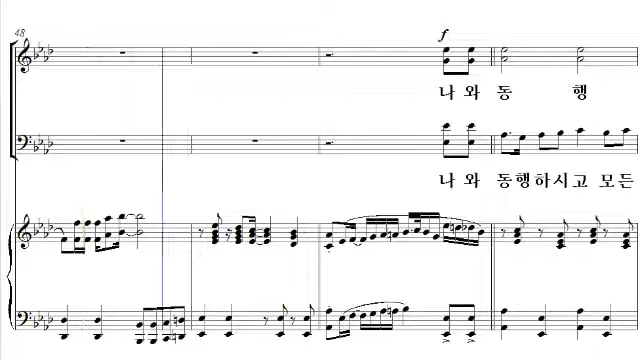 48
f
나 와 동 행
나 와 동행하시고 모든